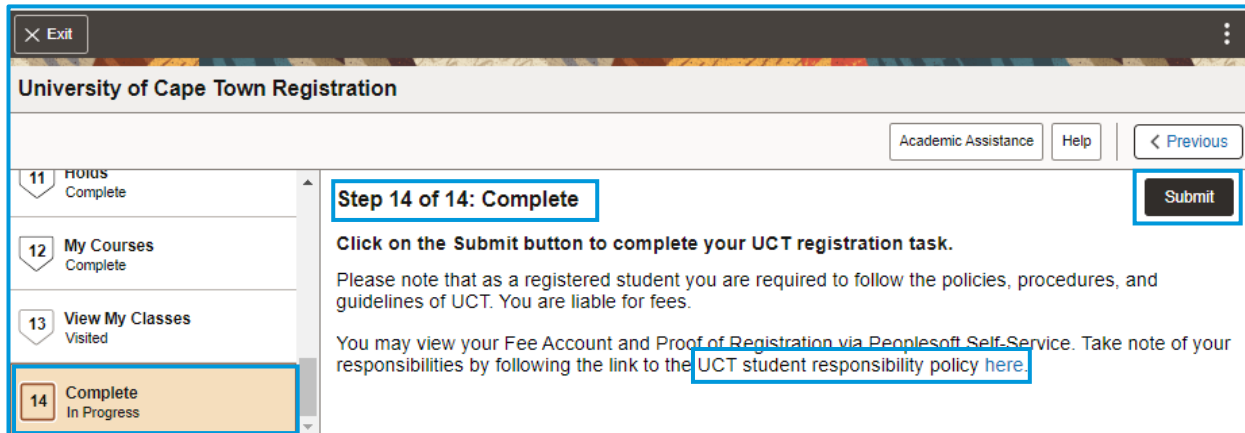 Exit
University of Cape Town Registration
Academic Assistance
Help
Previous
11 Holds
Complete
12 My Courses
Complete
13 View My Classes
Visited
14 Complete
In Progress
Step 14 of 14: Complete
Submit
Click on the Submit button to complete your UCT registration task.
Please note that as a registered student you are required to follow the policies, procedures, and
guidelines of UCT. You are liable for fees.
You may view your Fee Account and Proof of Registration via Peoplesoft Self-Service. Take note of your
responsibilities by following the link to the UCT student responsibility policy here.